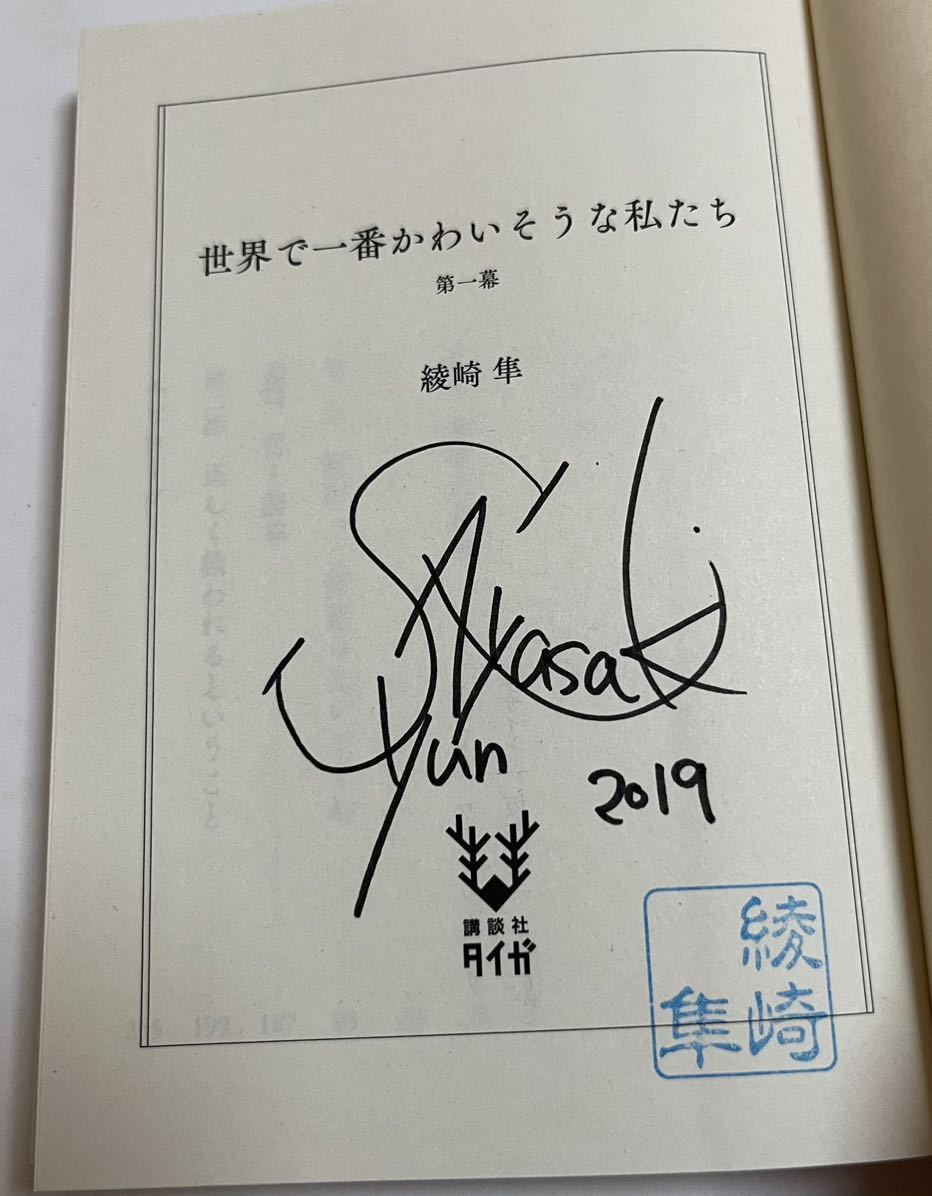 世界で一番かわいそうな私たち
第一幕
綾崎 隼
Syun Ayasaki
2019
講談社
タイガ
綾崎
隼